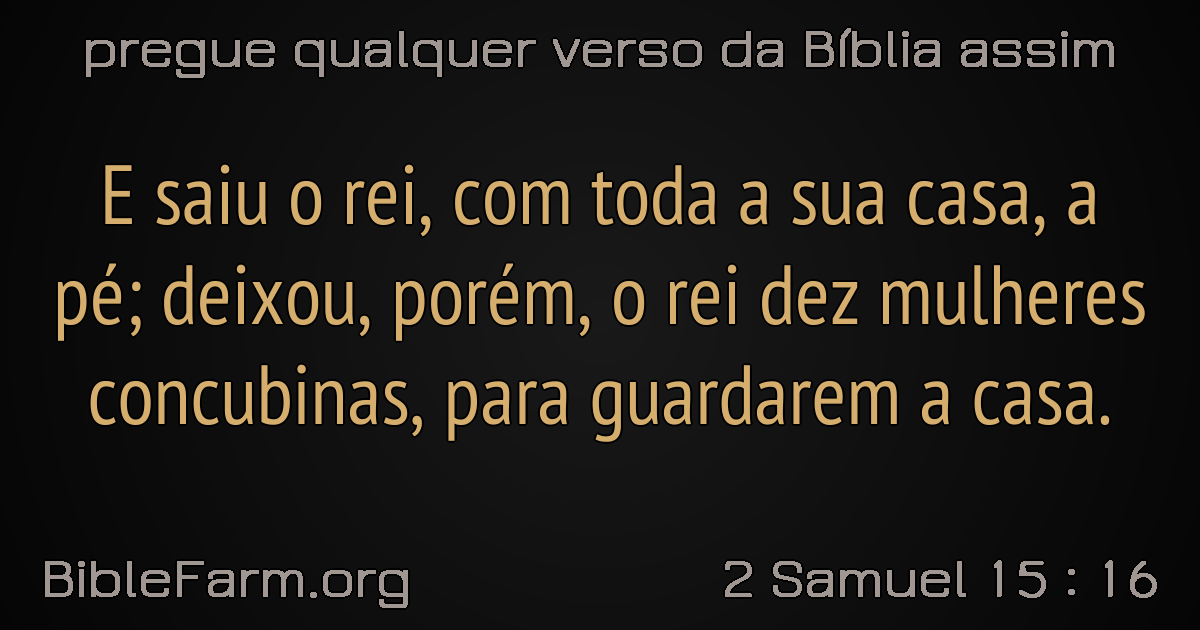 pregue qualquer verso da Bíblia assim
E saiu o rei, com toda a sua casa, a
pé; deixou, porém, o rei dez mulheres
concubinas, para guardarem a casa.
BibleFarm.org
2 Samuel 15 : 16